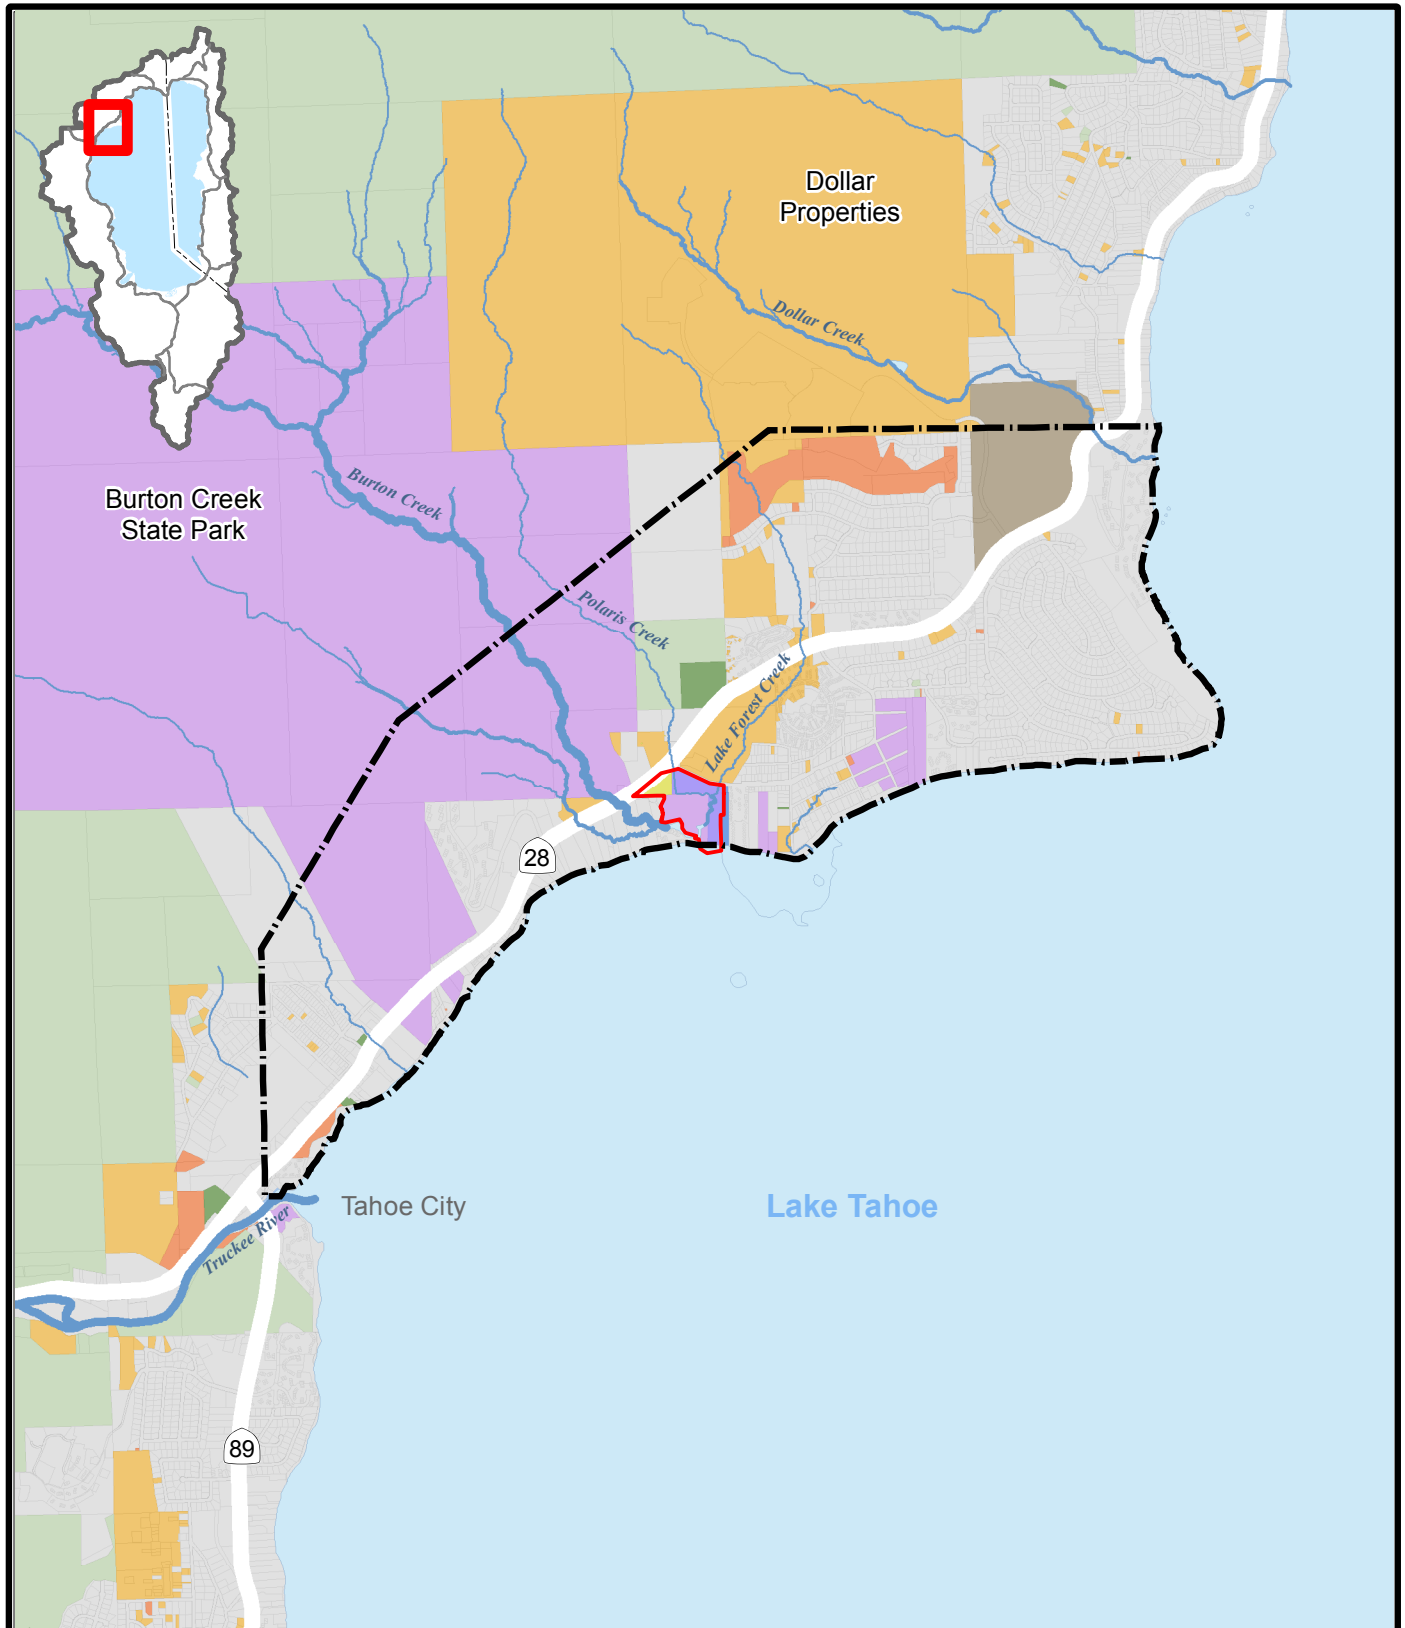 Dollar
Properties
Dollar Creek
Burton Creek
Burton Creek
State Park
Polaris Creek
Lake Forest Creek
28
Tahoe City
Lake Tahoe
Truckee River
89